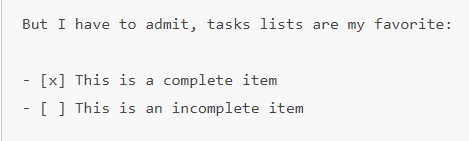 But I have to admit, tasks lists are my favorite:
- [x] This is a complete item
- [ ] This is an incomplete item